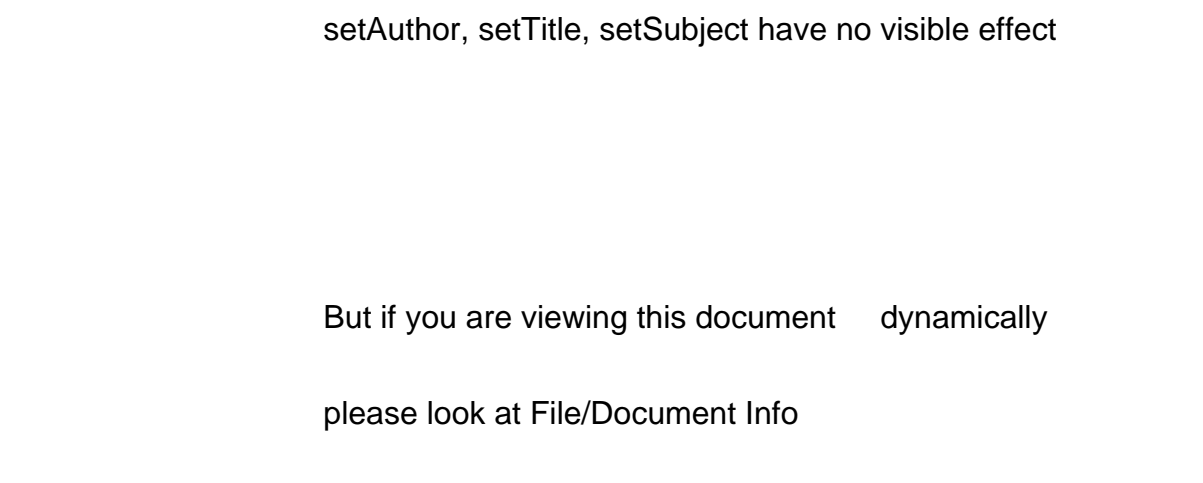 setAuthor, setTitle, setSubject have no visible effect
But if you are viewing this document dynamically
please look at File/Document Info